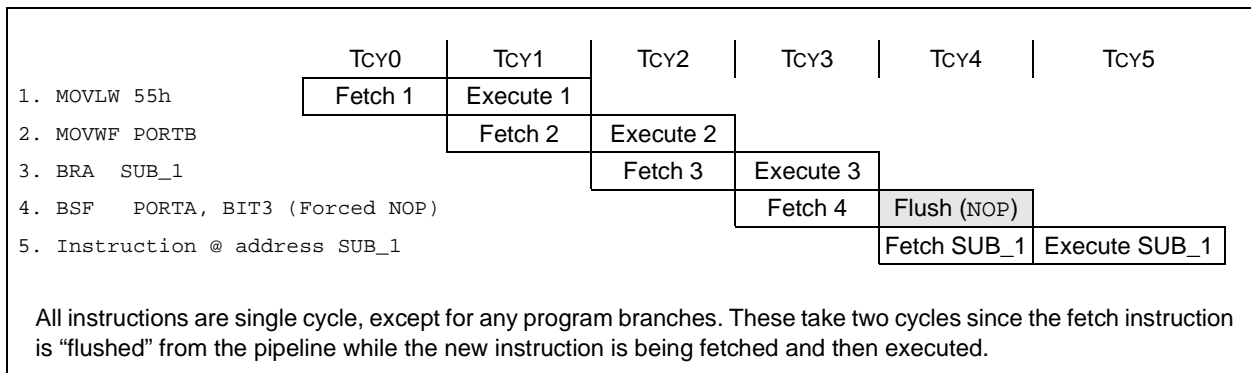 TCY0 TCY1 TCY2 TCY3 TCY4 TCY5
1. MOVLW 55h Fetch 1 Execute 1
2. MOVWF PORTB Fetch 2 Execute 2
3. BRA SUB_1 Fetch 3 Execute 3
4. BSF PORTA, BIT3 (Forced NOP) Fetch 4 Flush (NOP)
5. Instruction @ address SUB_1 Fetch SUB_1 Execute SUB_1
All instructions are single cycle, except for any program branches. These take two cycles since the fetch instruction
is “flushed” from the pipeline while the new instruction is being fetched and then executed.